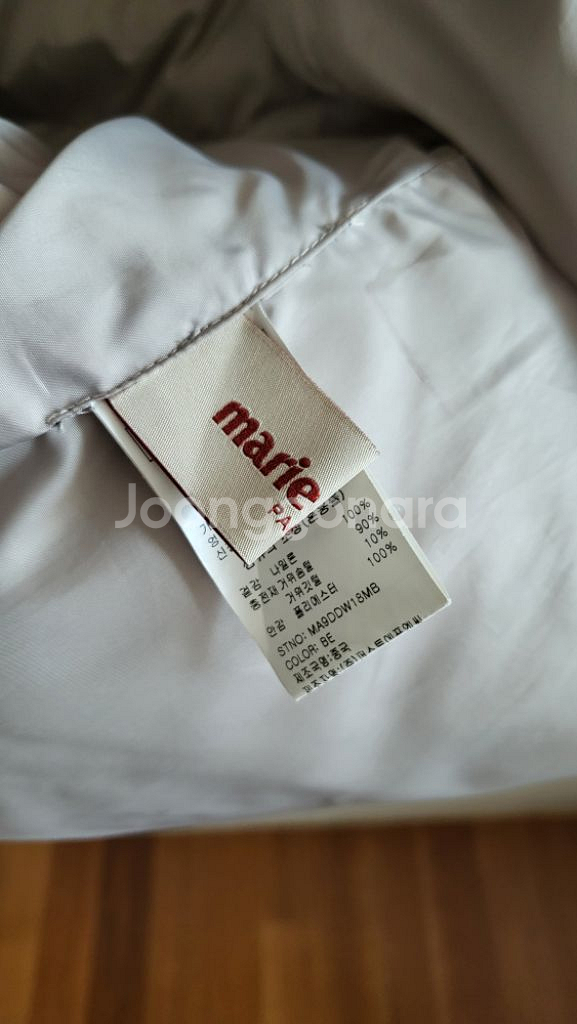 marie
PA
Joonggonara
100%
겉감 나일론 90%
충전재 거위솜털 10%
거위깃털 100%
안감 폴리에스터
STNO: MA9DDW18MB
COLOR: BE
제조국명: 중국